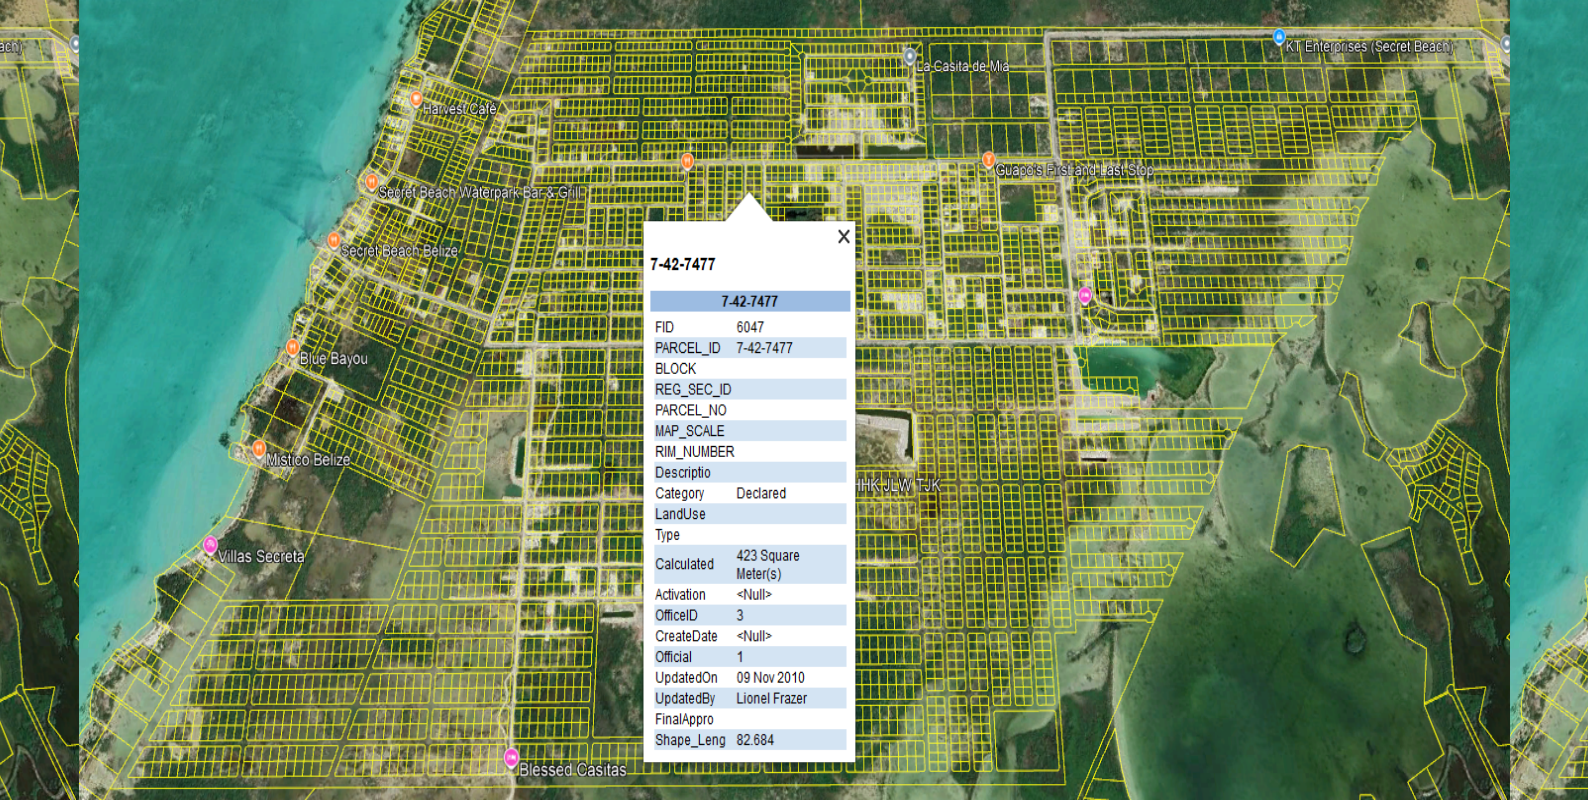 ach)
KT Enterprises (Secret Beach)
La Casita de Mia
Harvest Cafe
Guapo's First and Last Stop
Secret Beach Waterpark Bar & Grill
Secret Beach Belize
Blue Bayou
Mistico Belize
HHK JLW TJK
Villas Secreta
Blessed Casitas
7-42-7477
7-42-7477
FID 6047
PARCEL_ID 7-42-7477
BLOCK
REG_SEC_ID
PARCEL_NO
MAP_SCALE
RIM_NUMBER
Descriptio
Category Declared
LandUse
Type
Calculated 423 Square
Meter(s)
Activation <Null>
OfficeID 3
CreateDate <Null>
Official 1
UpdatedOn 09 Nov 2010
UpdatedBy Lionel Frazer
FinalAppro
Shape_Leng 82.684